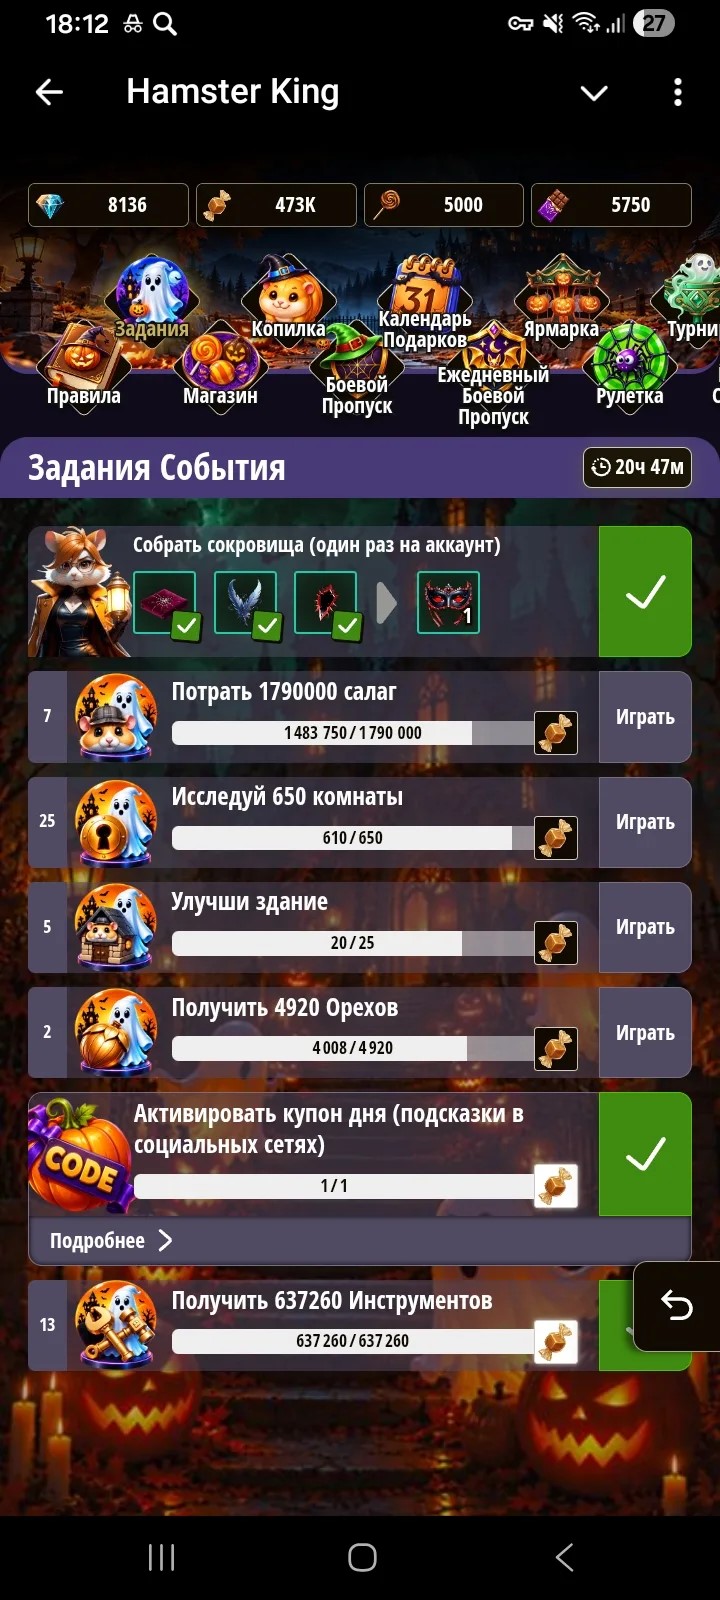 18:12
27
Hamster King
8136
473K
5000
5750
Задания
Копилка
Календарь
Подарков
Ярмарка
Турни
Правила
Магазин
Боевой
Пропуск
Ежедневный
Боевой
Пропуск
Рулетка
Задания События
20ч 47м
Собрать сокровища (один раз на аккаунт)
1
7
Потрать 1790000 салаг
1 483 750 / 1 790 000
Играть
25
Исследуй 650 комнаты
610 / 650
Играть
5
Улучши здание
20 / 25
Играть
2
Получить 4920 Орехов
4 008 / 4 920
Играть
CODE
Активировать купон дня (подсказки в
социальных сетях)
1 / 1
Подробнее
13
Получить 637260 Инструментов
637 260 / 637 260